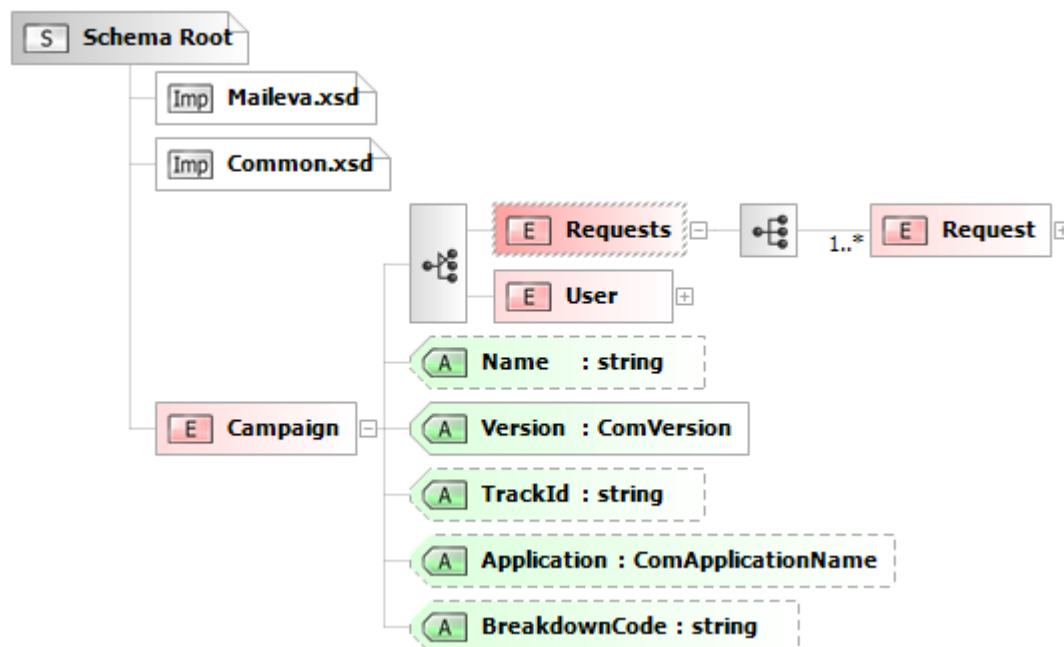 S Schema Root
Imp Maileva.xsd
Imp Common.xsd
E Requests 1..* E Request
E User
A Name : string
E Campaign A Version : ComVersion
A TrackId : string
A Application : ComApplicationName
A BreakdownCode : string